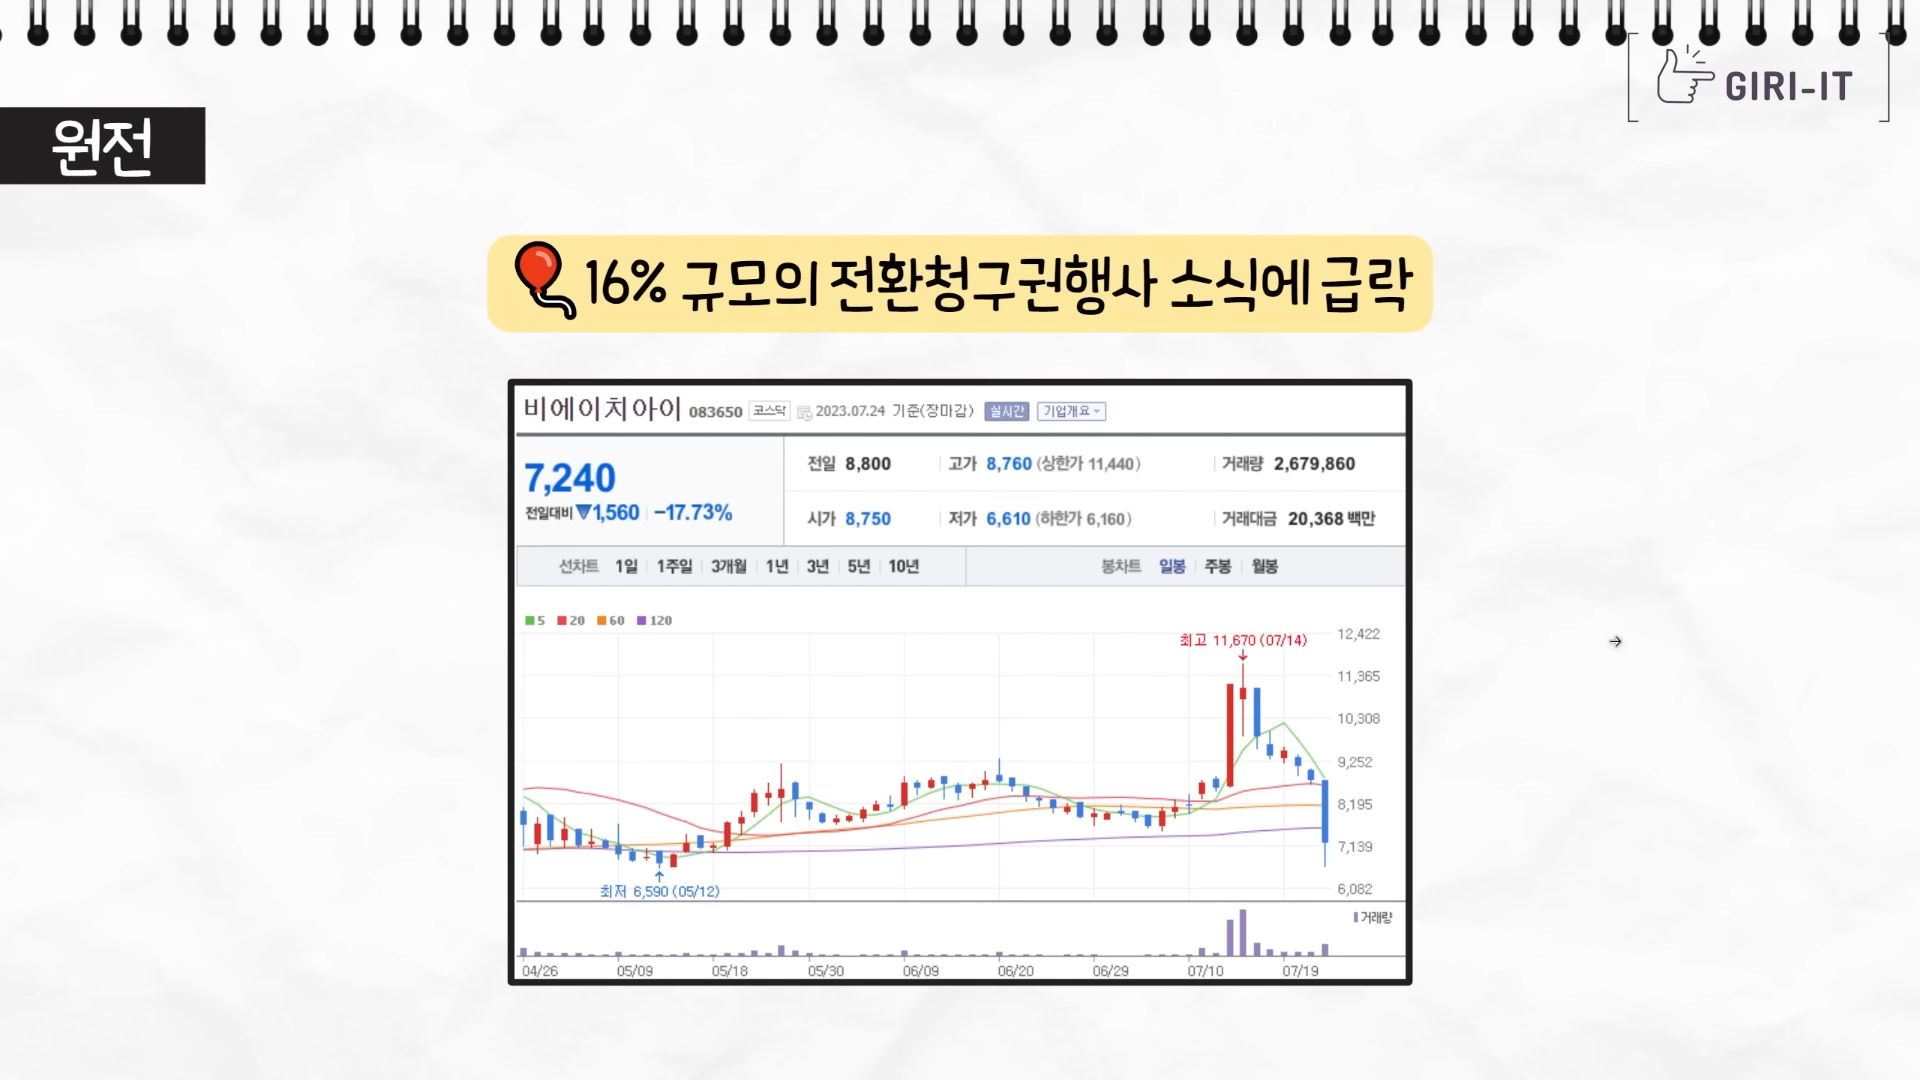 GIRI-IT
원전
16% 규모의 전환청구권행사 소식에 급락
비에이치아이 083650 코스닥 2023.07.24 기준(장마감) 실시간 기업개요
7,240
전일대비 ▼1,560 -17.73%
전일 8,800 고가 8,760 (상한가 11,440) 거래량 2,679,860
시가 8,750 저가 6,610 (하한가 6,160) 거래대금 20,368 백만
선차트 1일 1주일 3개월 1년 3년 5년 10년 봉차트 일봉 주봉 월봉
5 20 60 120
최고 11,670 (07/14)
12,422
11,365
10,308
9,252
8,195
7,139
6,082
최저 6,590 (05/12)
거래량
04/26 05/09 05/18 05/30 06/09 06/20 06/29 07/10 07/19